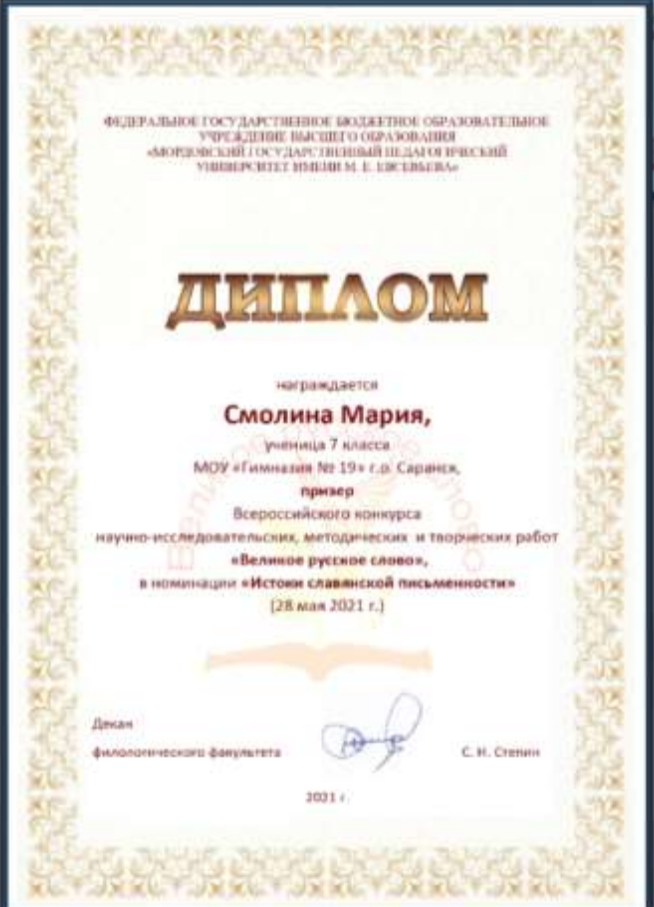 ФЕДЕРАЛЬНОЕ ГОСУДАРСТВЕННОЕ БЮДЖЕТНОЕ ОБРАЗОВАТЕЛЬНОЕ
УЧРЕЖДЕНИЕ ВЫСШЕГО ОБРАЗОВАНИЯ
«МОРДОВСКИЙ ГОСУДАРСТВЕННЫЙ ПЕДАГОГИЧЕСКИЙ
УНИВЕРСИТЕТ ИМЕНИ М. Е. ЕВСЕВЬЕВА»
ДИПЛОМ
награждается
Смолина Мария,
ученица 7 класса
МОУ «Гимназия № 19» г.о. Саранск,
призер
Всероссийского конкурса
научно-исследовательских, методических и творческих работ
«Великое русское слово»,
в номинации «Истоки славянской письменности»
(28 мая 2021 г.)
Декан
филологического факультета С. Н. Степин
2021 г.